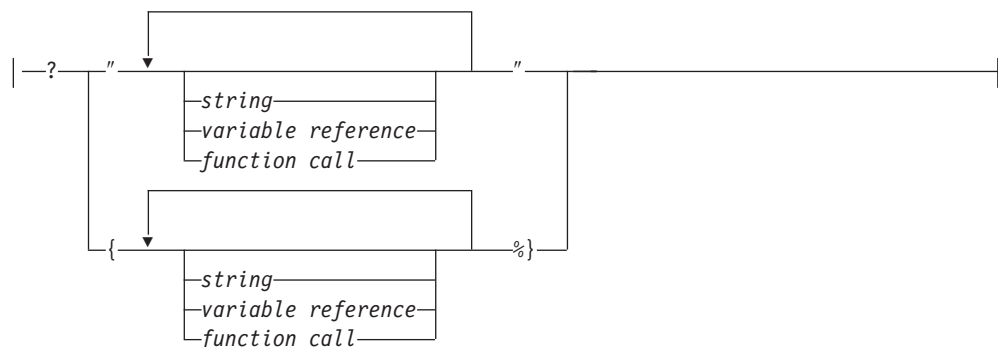 ? " "
string
variable reference
function call
{ %}
string
variable reference
function call